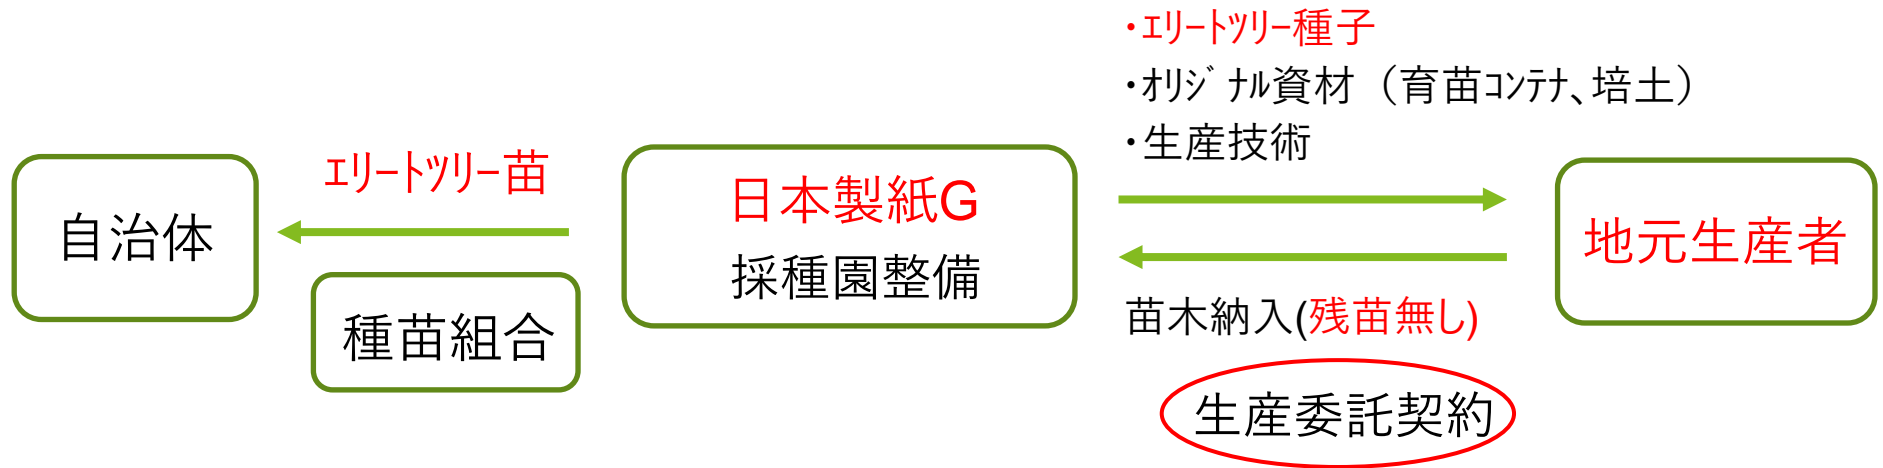 ・ｴﾘｰﾄﾂﾘｰ種子
・ｵﾘｼﾞﾅﾙ資材（育苗ｺﾝﾃﾅ、培土）
・生産技術
ｴﾘｰﾄﾂﾘｰ苗
自治体
種苗組合
日本製紙G
採種園整備
地元生産者
苗木納入(残苗無し)
生産委託契約